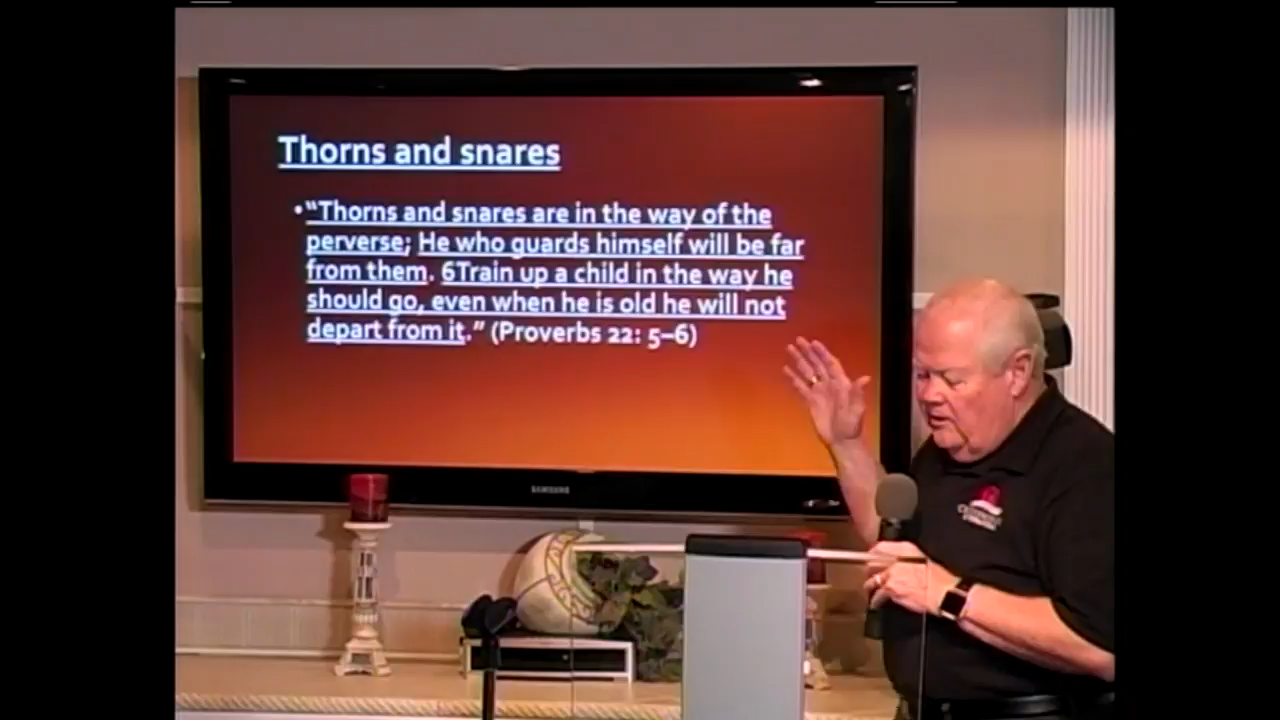 Thorns and snares
•“Thorns and snares are in the way of the
perverse; He who guards himself will be far
from them. 6Train up a child in the way he
should go, even when he is old he will not
depart from it.” (Proverbs 22: 5–6)
SAMSUNG